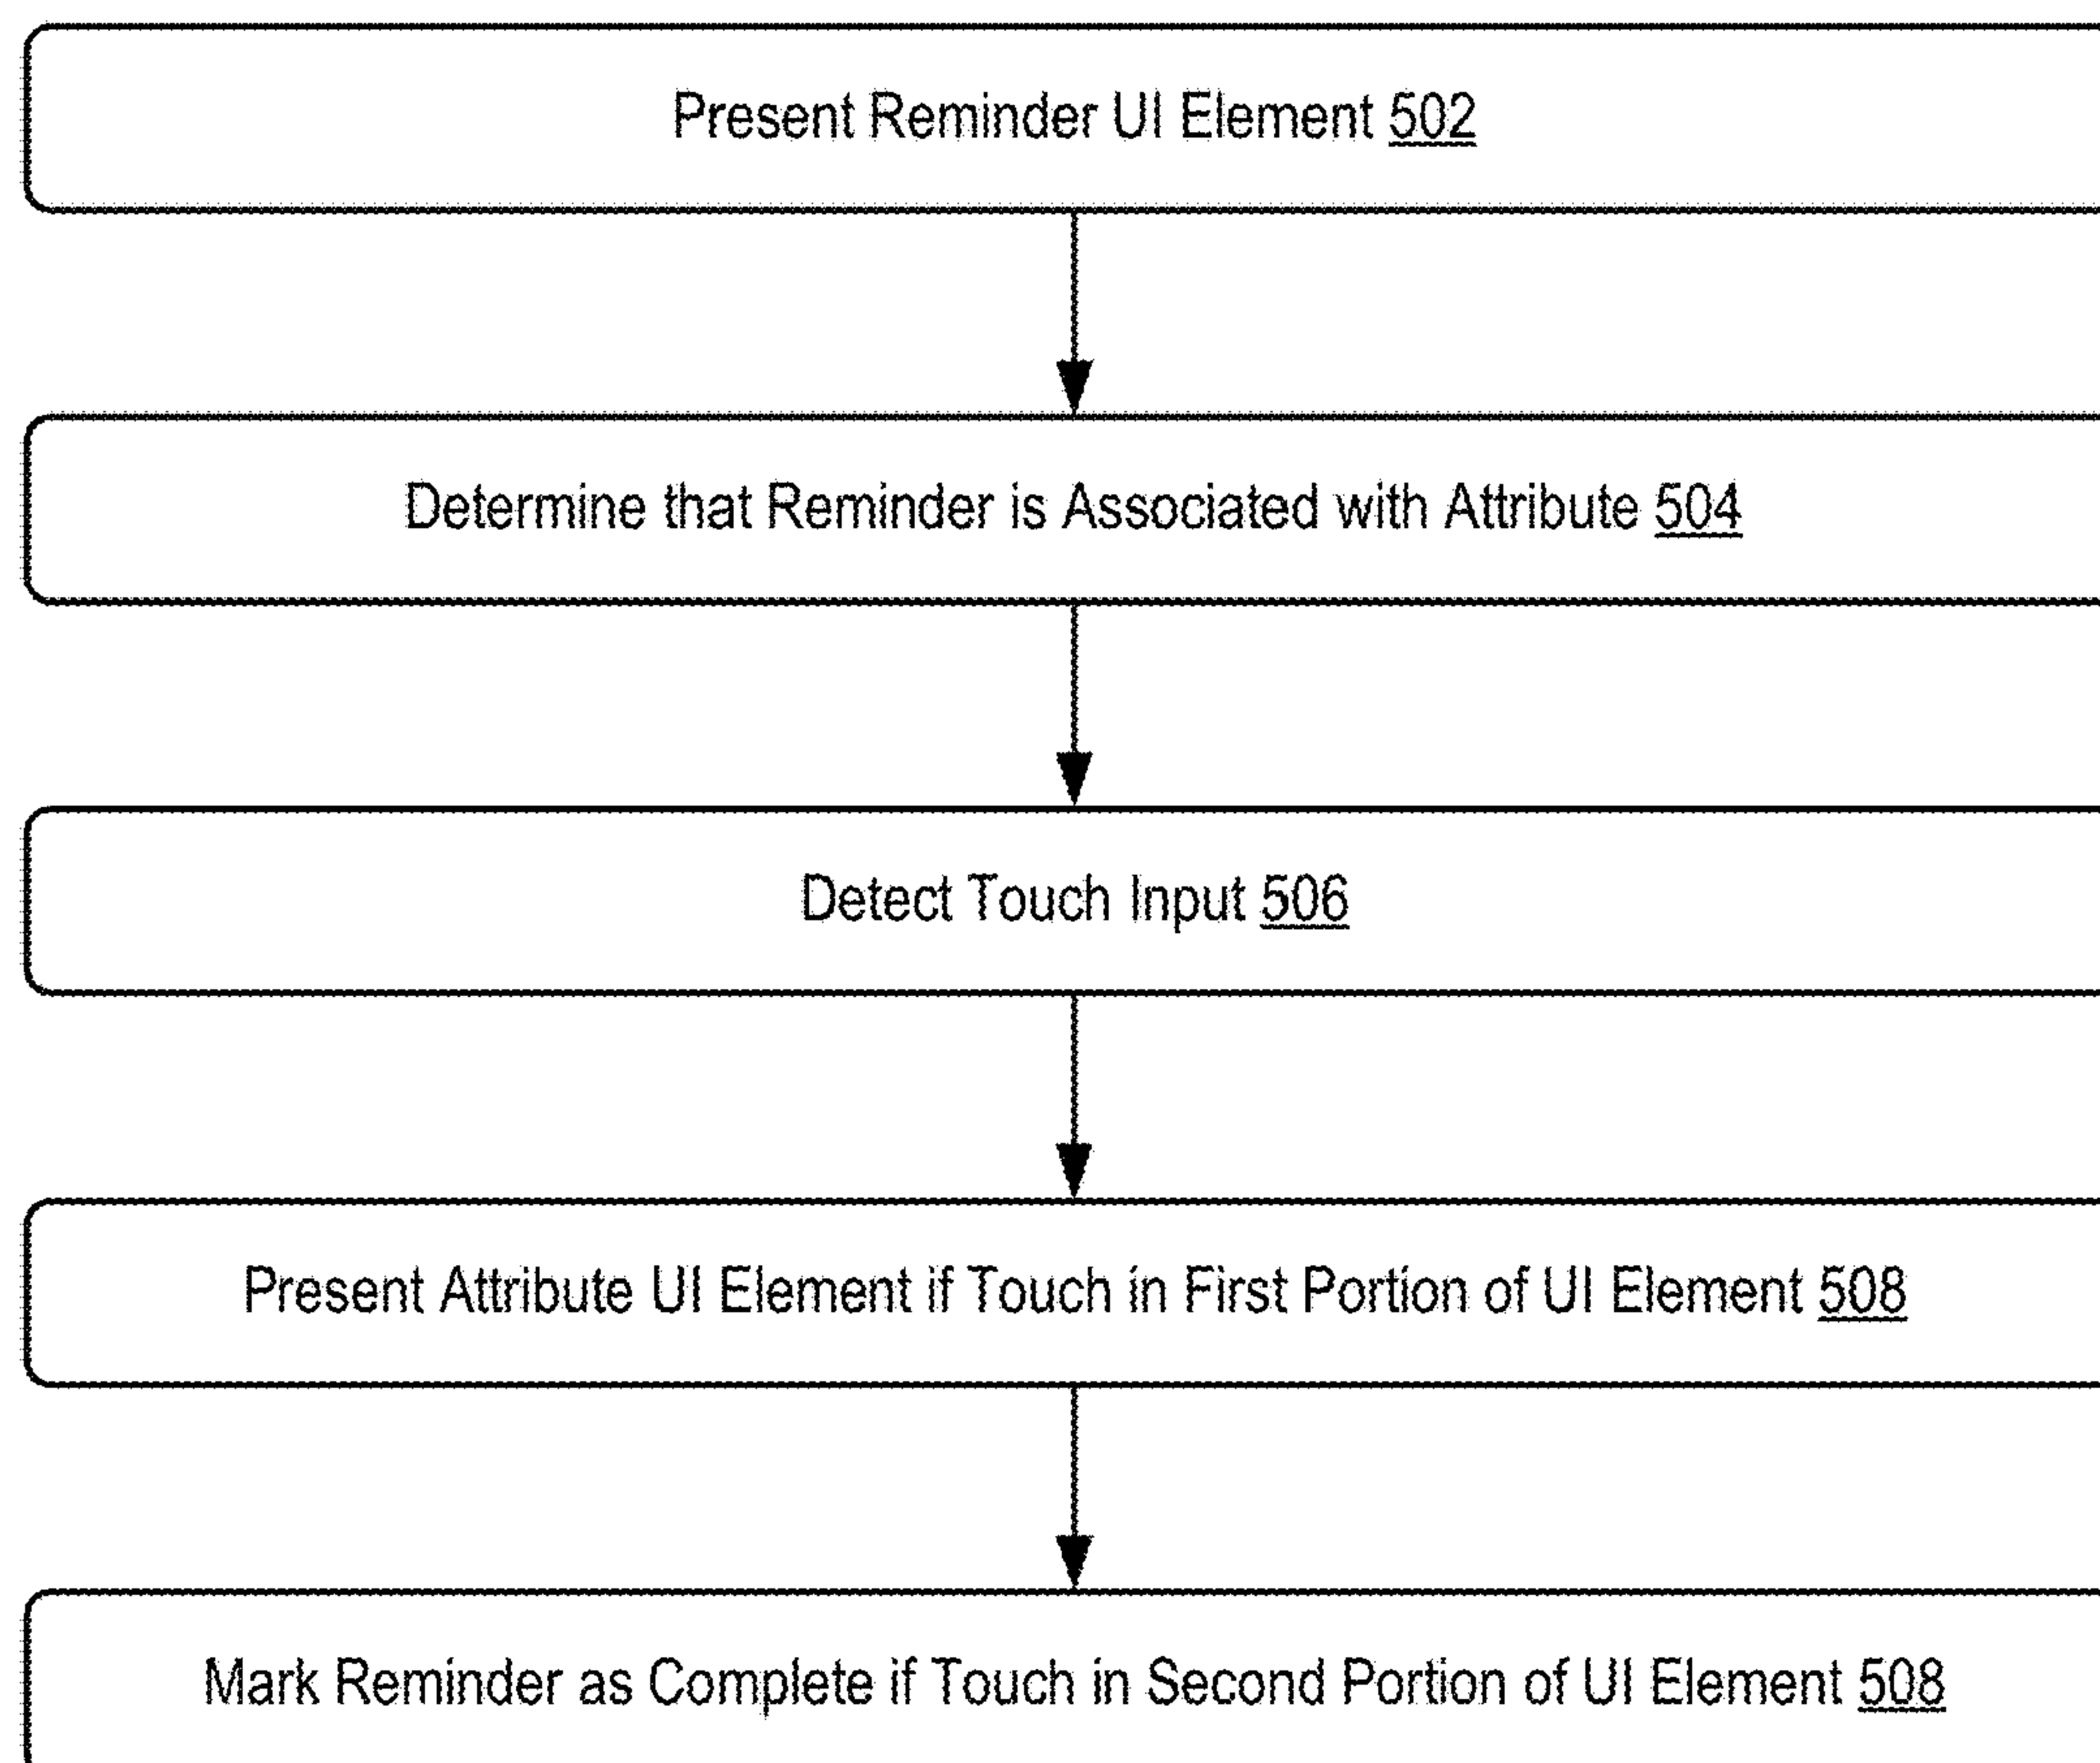 Present Reminder UI Element 502
Determine that Reminder is Associated with Attribute 504
Detect Touch Input 506
Present Attribute UI Element if Touch in First Portion of UI Element 508
Mark Reminder as Complete if Touch in Second Portion of UI Element 508